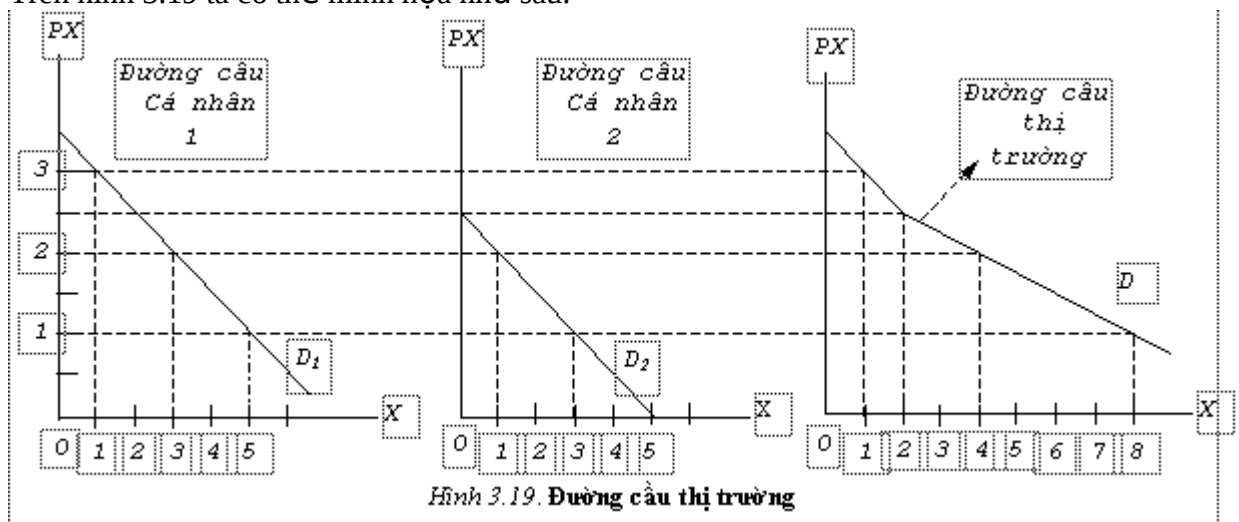 Trên hình 3.19 ta có thể minh họa như sau:
PX
Đường câu
Cá nhân
1
3
2
1
D₁
X
0 1 2 3 4 5
PX
Đường câu
Cá nhân
2
D₂
X
0 1 2 3 4 5
PX
Đường câu
thị
trường
D
X
0 1 2 3 4 5 6 7 8
Hình 3.19. Đường cầu thị trường